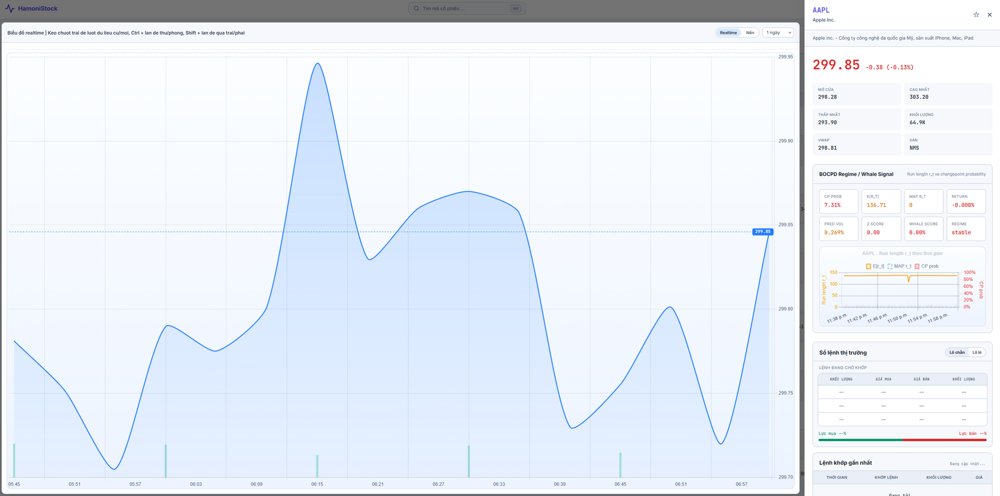 HamoniStock
Tìm mã cổ phiếu ...
⌘K
Biểu đồ realtime | Keo chuot trai de luot du lieu cu/moi, Ctrl + lan de thu/phong, Shift + lan de qua trai/phai
Realtime Nến 1 ngày
299.95
299.90
299.85
299.85
299.80
299.75
299.70
05:45 05:51 05:57 06:03 06:09 06:15 06:21 06:27 06:33 06:39 06:45 06:51 06:57
AAPL
Apple Inc.
Apple Inc. - Công ty công nghệ đa quốc gia Mỹ, sản xuất iPhone, Mac, iPad
299.85 -0.38 (-0.13%)
MỞ CỬA CAO NHẤT
298.28 303.20
THẤP NHẤT KHỐI LƯỢNG
293.90 64.9K
VWAP SÀN
298.81 NMS
BOCPD Regime / Whale Signal Run length r_t va changepoint probability
CP PROB E[R_T] MAP R_T RETURN
7.31% 136.71 0 -0.000%
PRED VOL Z SCORE WHALE SCORE REGIME
0.269% 0.00 0.00% stable
AAPL - Run length r_t theo thoi gian
E[r_t] MAP r_t CP prob
Run length r_t
150
100
50
0
100%
80%
60%
40%
20%
0%
CP prob
11:38 p.m. 11:42 p.m. 11:46 p.m. 11:50 p.m. 11:54 p.m. 11:58 p.m.
Sổ lệnh thị trường Lô chẵn Lô lẻ
LỆNH ĐANG CHỜ KHỚP
KHỐI LƯỢNG GIÁ MUA GIÁ BÁN KHỐI LƯỢNG
-- -- -- --
-- -- -- --
-- -- -- --
Lực mua --% Lực bán --%
Lệnh khớp gần nhất Đang cập nhật...
THỜI GIAN KHỚP LỆNH KHỐI LƯỢNG GIÁ
Đang tải